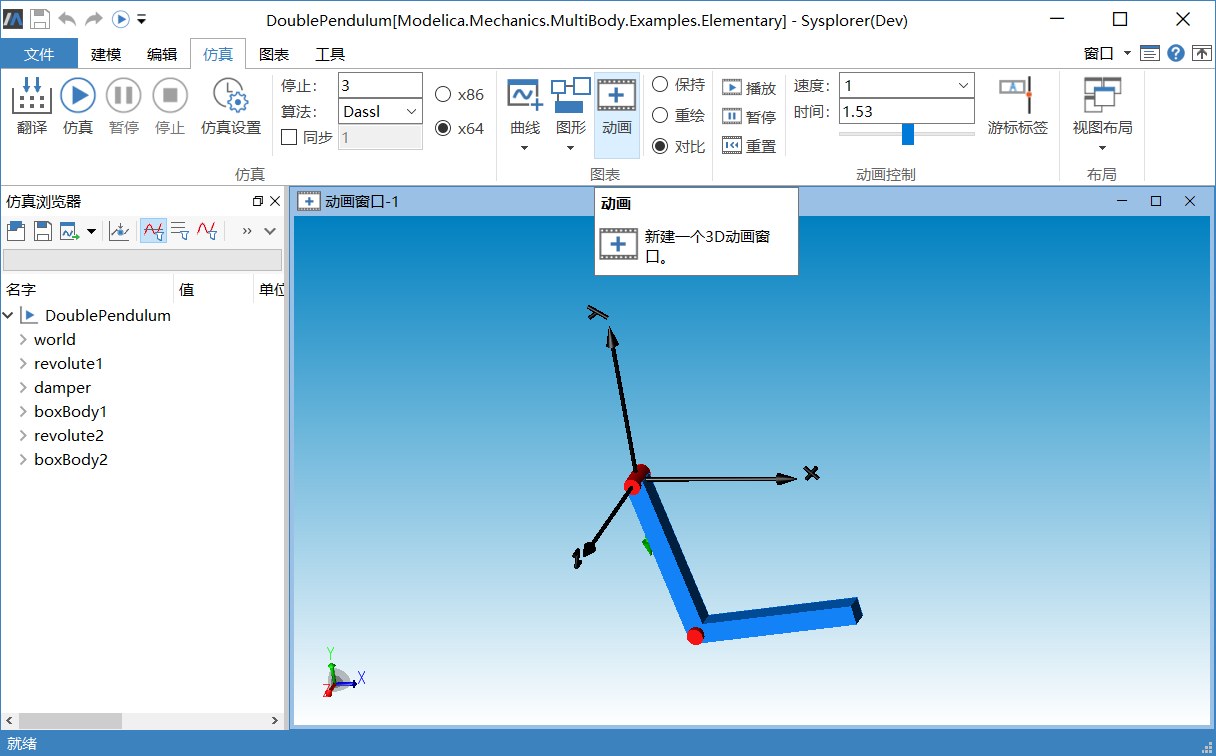 DoublePendulum[Modelica.Mechanics.MultiBody.Examples.Elementary] - Sysplorer(Dev)
文件 建模 编辑 仿真 图表 工具 窗口
翻译 仿真 暂停 停止 仿真设置
停止: 3
算法: Dassl
同步 1
x86
x64
仿真
曲线 图形 动画
保持
重绘
对比
图表
播放
暂停
重置
速度: 1
时间: 1.53
动画控制
游标标签
视图布局
布局
仿真浏览器
名字 值 单位
DoublePendulum
world
revolute1
damper
boxBody1
revolute2
boxBody2
动画窗口-1
动画
新建一个3D动画窗
口。
Y
X
Y
X
就绪